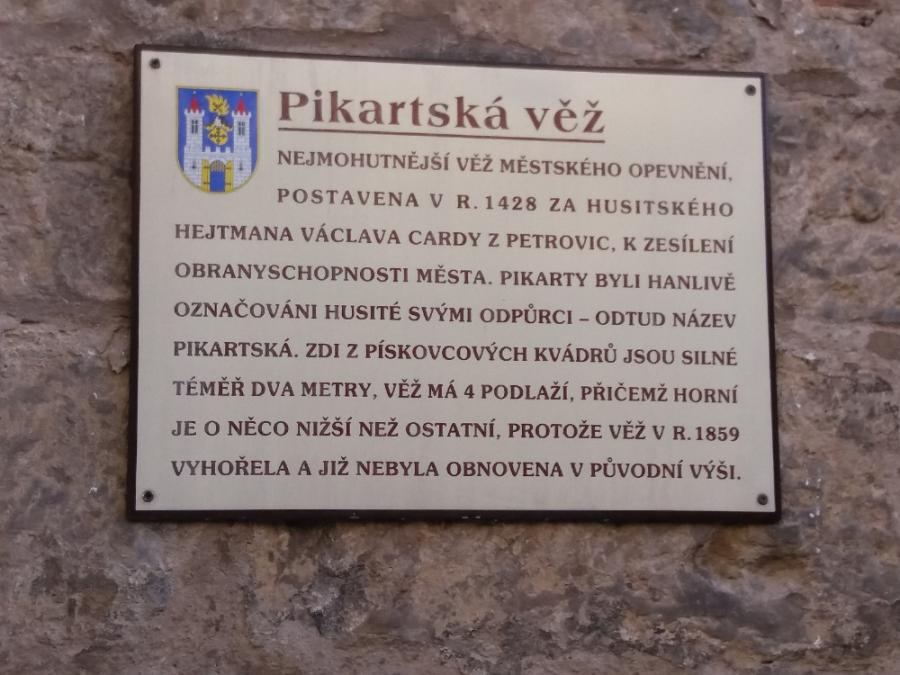 Pikartská věž
NEJMOHUTNĚJŠÍ VĚŽ MĚSTSKÉHO OPEVNĚNÍ,
POSTAVENA V R. 1428 ZA HUSITSKÉHO
HEJTMANA VÁCLAVA CARDY Z PETROVIC, K ZESÍLENÍ
OBRANYSCHOPNOSTI MĚSTA. PIKARTY BYLI HANLIVĚ
OZNAČOVÁNI HUSITÉ SVÝMI ODPŮRCI – ODTUD NÁZEV
PIKARTSKÁ. ZDI Z PÍSKOVCOVÝCH KVÁDRŮ JSOU SILNÉ
TÉMĚŘ DVA METRY, VĚŽ MÁ 4 PODLAŽÍ, PŘIČEMŽ HORNÍ
JE O NĚCO NIŽŠÍ NEŽ OSTATNÍ, PROTOŽE VĚŽ V R. 1859
VYHOŘELA A JIŽ NEBYLA OBNOVENA V PŮVODNÍ VÝŠI.